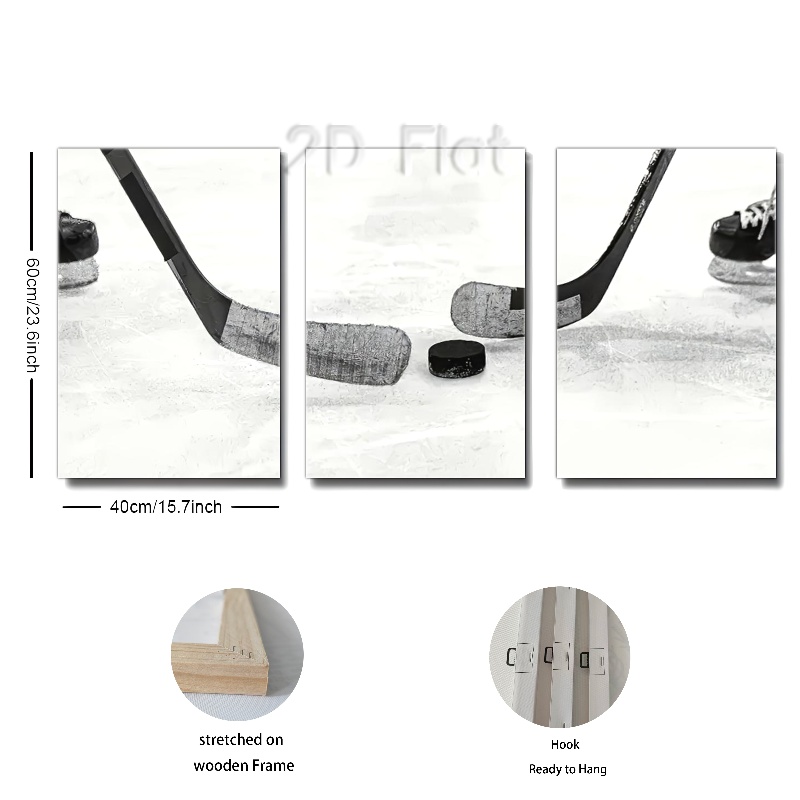 2D Flat
60cm/23.6inch
40cm/15.7inch
stretched on
wooden Frame
Hook
Ready to Hang